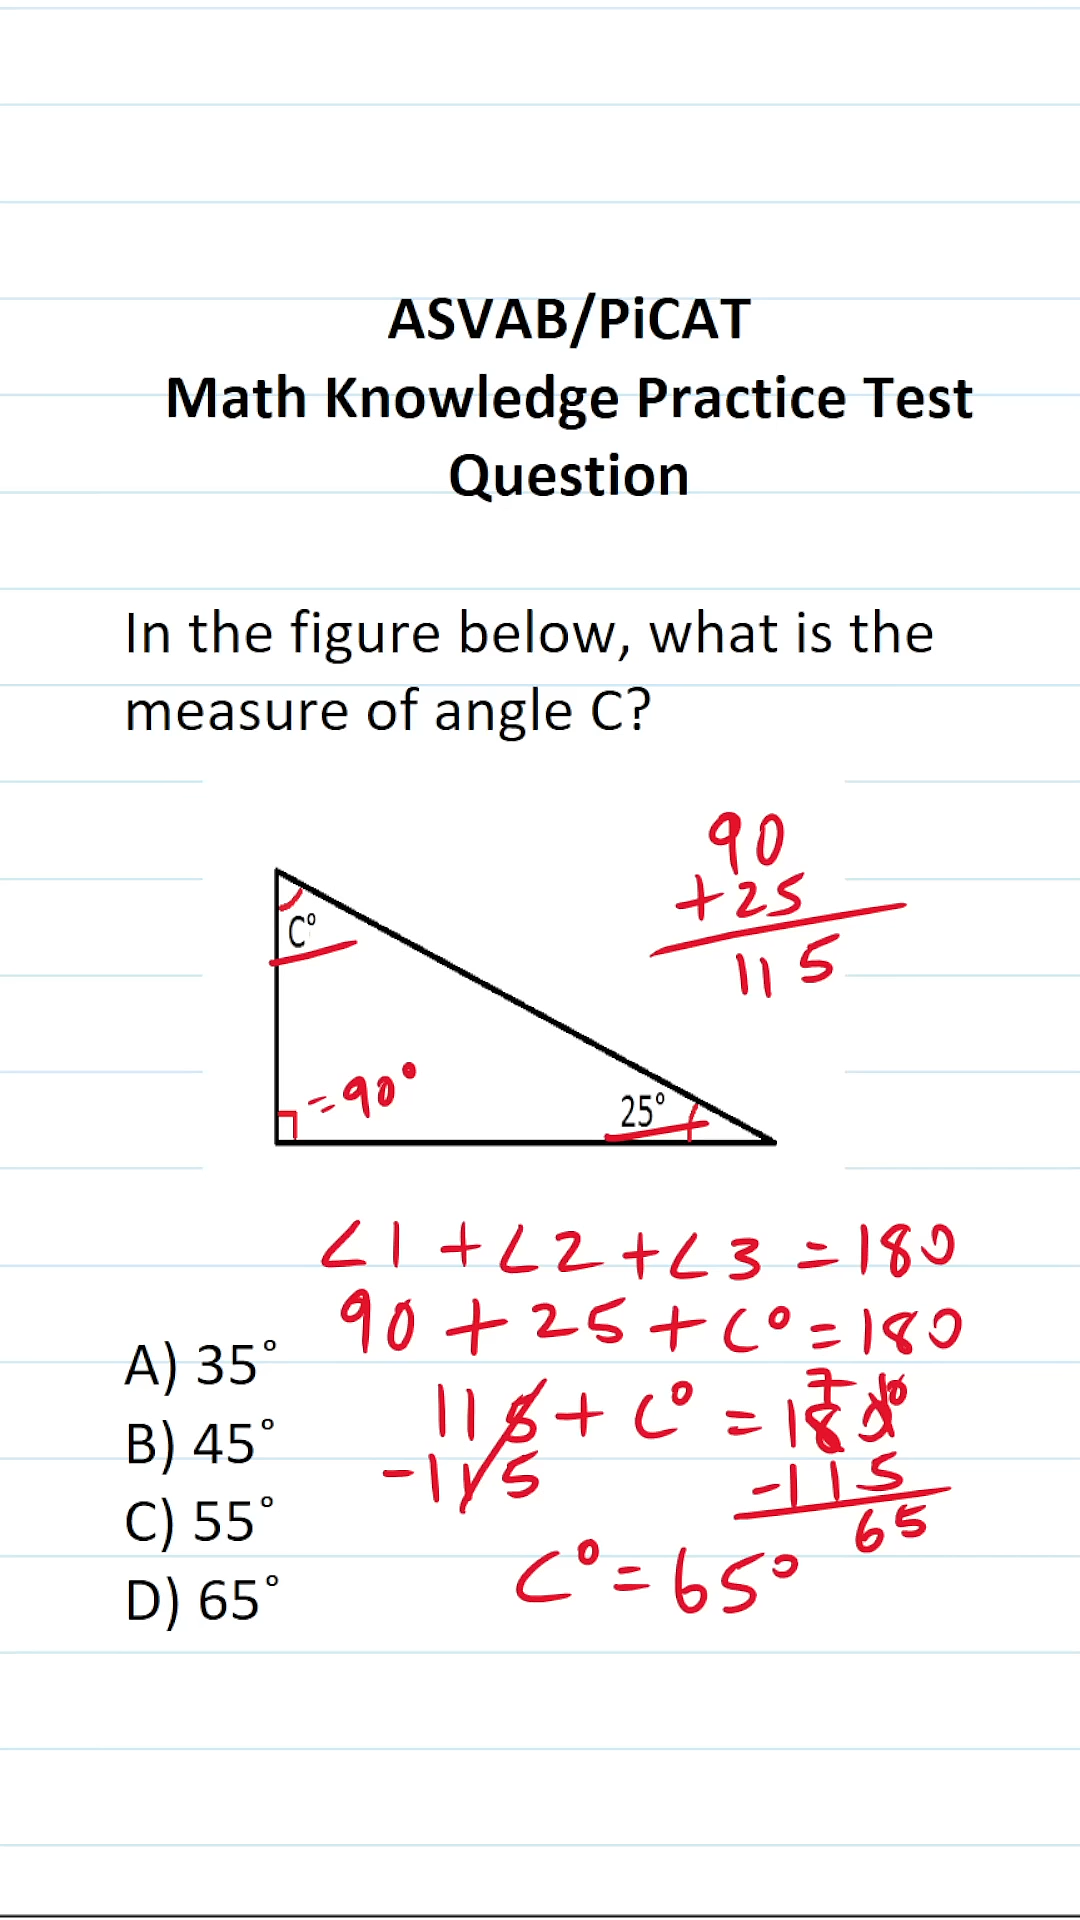 ASVAB/PiCAT
Math Knowledge Practice Test
Question
In the figure below, what is the
measure of angle C?
90
+25
115
C°
=90°
25°
∠1+∠2+∠3=180
90+25+C°=180
A) 35°
7 10
115+C°=180
B) 45°
-115 -115
C) 55°
65
C°=65°
D) 65°